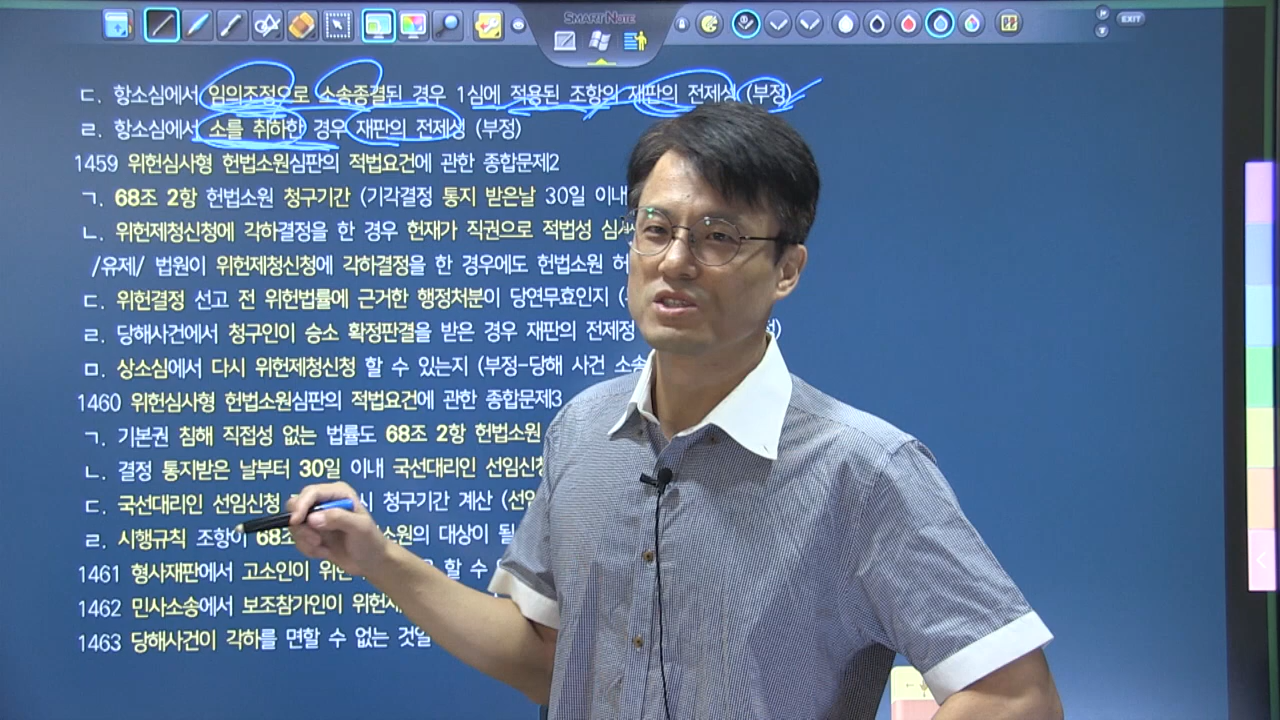 SMART NOTE
EXIT
ㄷ. 항소심에서 임의조정으로 소송종결된 경우 1심에 적용된 조항의 재판의 전제성 (부정)
ㄹ. 항소심에서 소를 취하한 경우 재판의 전제성 (부정)
1459 위헌심사형 헌법소원심판의 적법요건에 관한 종합문제2
ㄱ. 68조 2항 헌법소원 청구기간 (기각결정 통지 받은날 30일 이내
ㄴ. 위헌제청신청에 각하결정을 한 경우 헌재가 직권으로 적법성
/유제/ 법원이 위헌제청신청에 각하결정을 한 경우에도 헌법소원
ㄷ. 위헌결정 선고 전 위헌법률에 근거한 행정처분이 당연무효인지
ㄹ. 당해사건에서 청구인이 승소 확정판결을 받은 경우 재판의 전제
ㅁ. 상소심에서 다시 위헌제청신청 할 수 있는지 (부정-당해 사건
1460 위헌심사형 헌법소원심판의 적법요건에 관한 종합문제3
ㄱ. 기본권 침해 직접성 없는 법률도 68조 2항 헌법소원
ㄴ. 결정 통지받은 날부터 30일 이내 국선대리인
ㄷ. 국선대리인 선임신청 청구기간 계산
ㄹ. 시행규칙 조항이 대상이 될
1461 형사재판에서 고소인이 할 수
1462 민사소송에서 보조참가인이
1463 당해사건이 각하를 면할 수 없는 것일